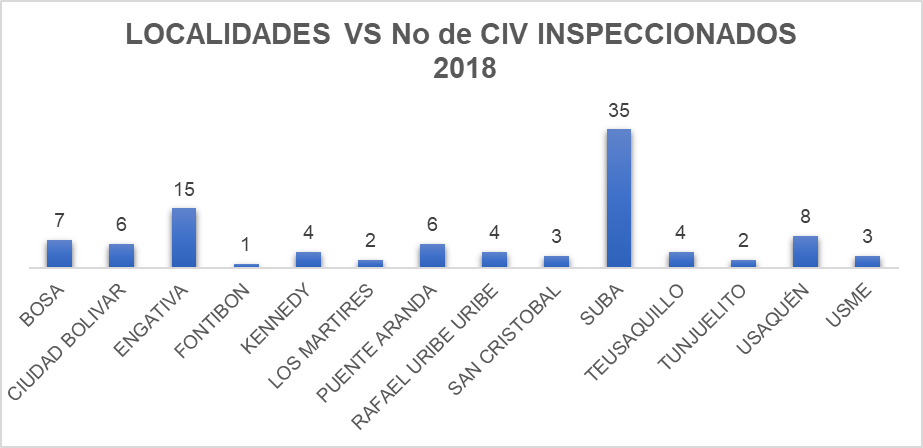 LOCALIDADES VS No de CIV INSPECCIONADOS
2018
7
6
15
1
4
2
6
4
3
35
4
2
8
3
BOSA
CIUDAD BOLIVAR
ENGATIVA
FONTIBON
KENNEDY
LOS MARTIRES
PUENTE ARANDA
RAFAEL URIBE URIBE
SAN CRISTOBAL
SUBA
TEUSAQUILLO
TUNJUELITO
USAQUÉN
USME